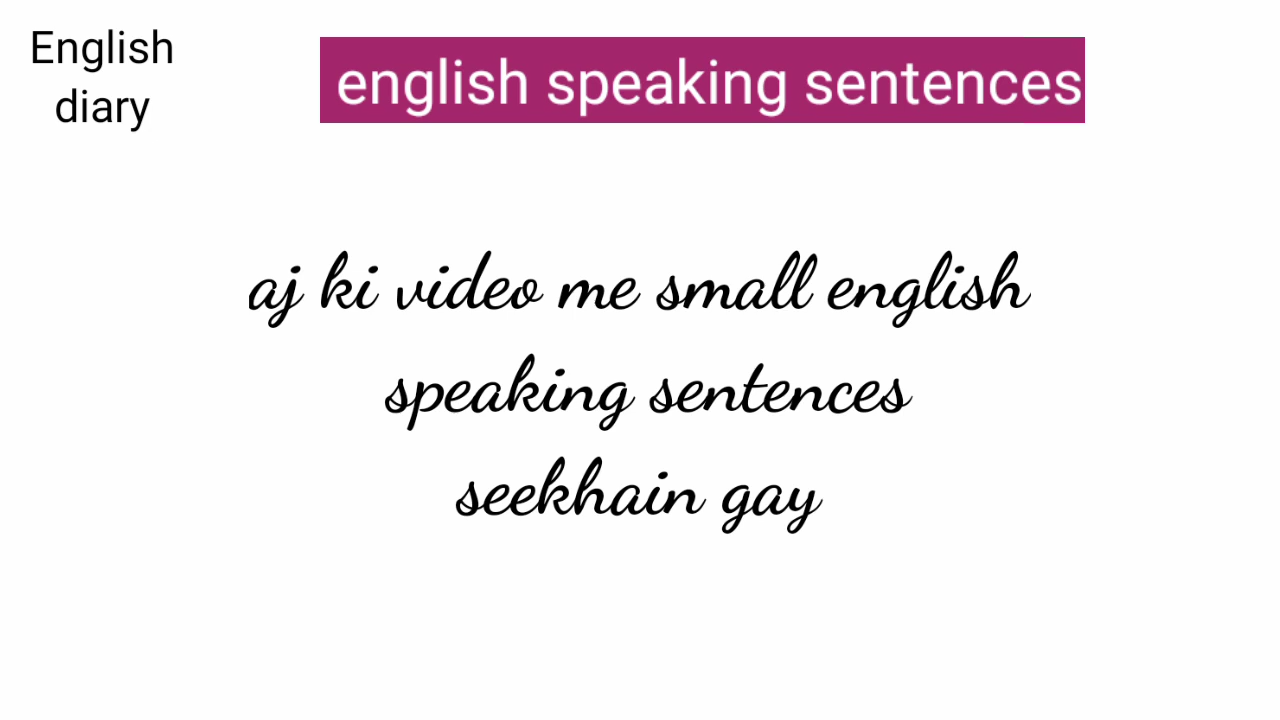 English
diary
english speaking sentences
aj ki video me small english
speaking sentences
seekhain gay